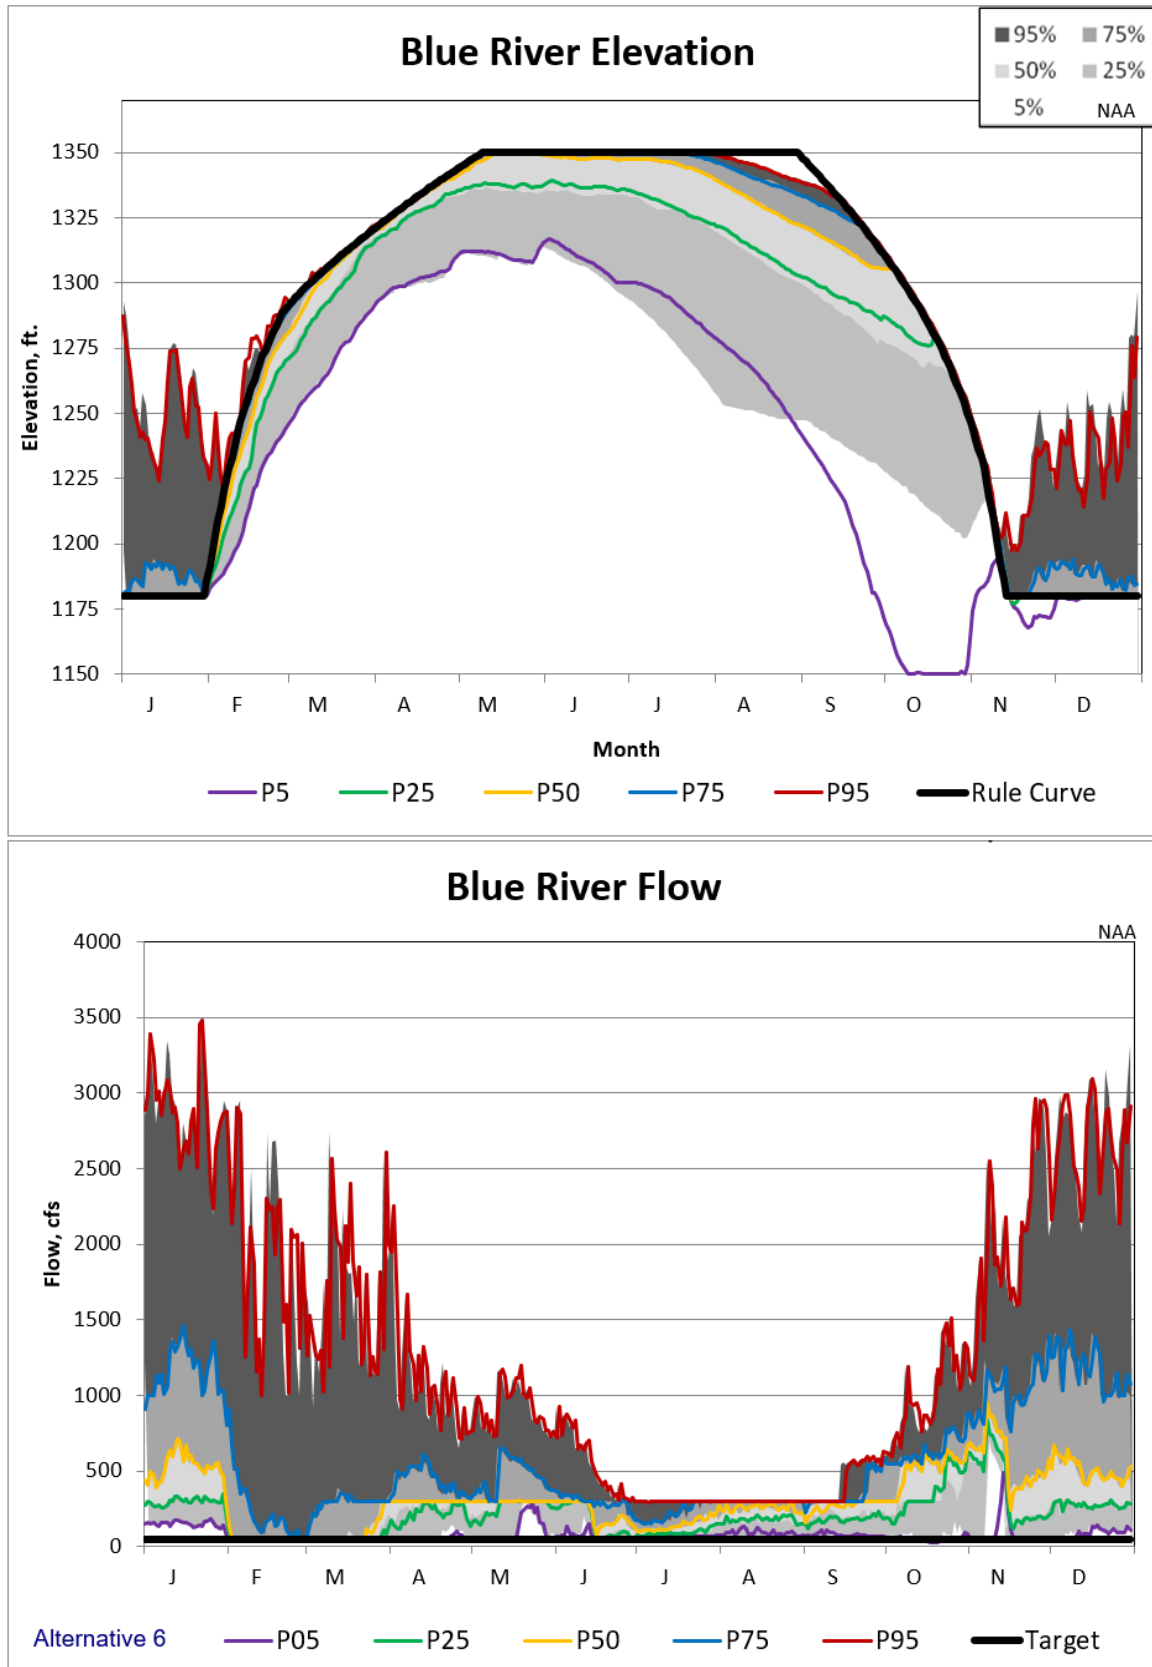 Blue River Elevation
95% 75%
50% 25%
5% NAA
Elevation, ft.
1350
1325
1300
1275
1250
1225
1200
1175
1150
J F M A M J J A S O N D
Month
P5 P25 P50 P75 P95 Rule Curve
Blue River Flow
NAA
Flow, cfs
4000
3500
3000
2500
2000
1500
1000
500
0
J F M A M J J A S O N D
Alternative 6 P05 P25 P50 P75 P95 Target